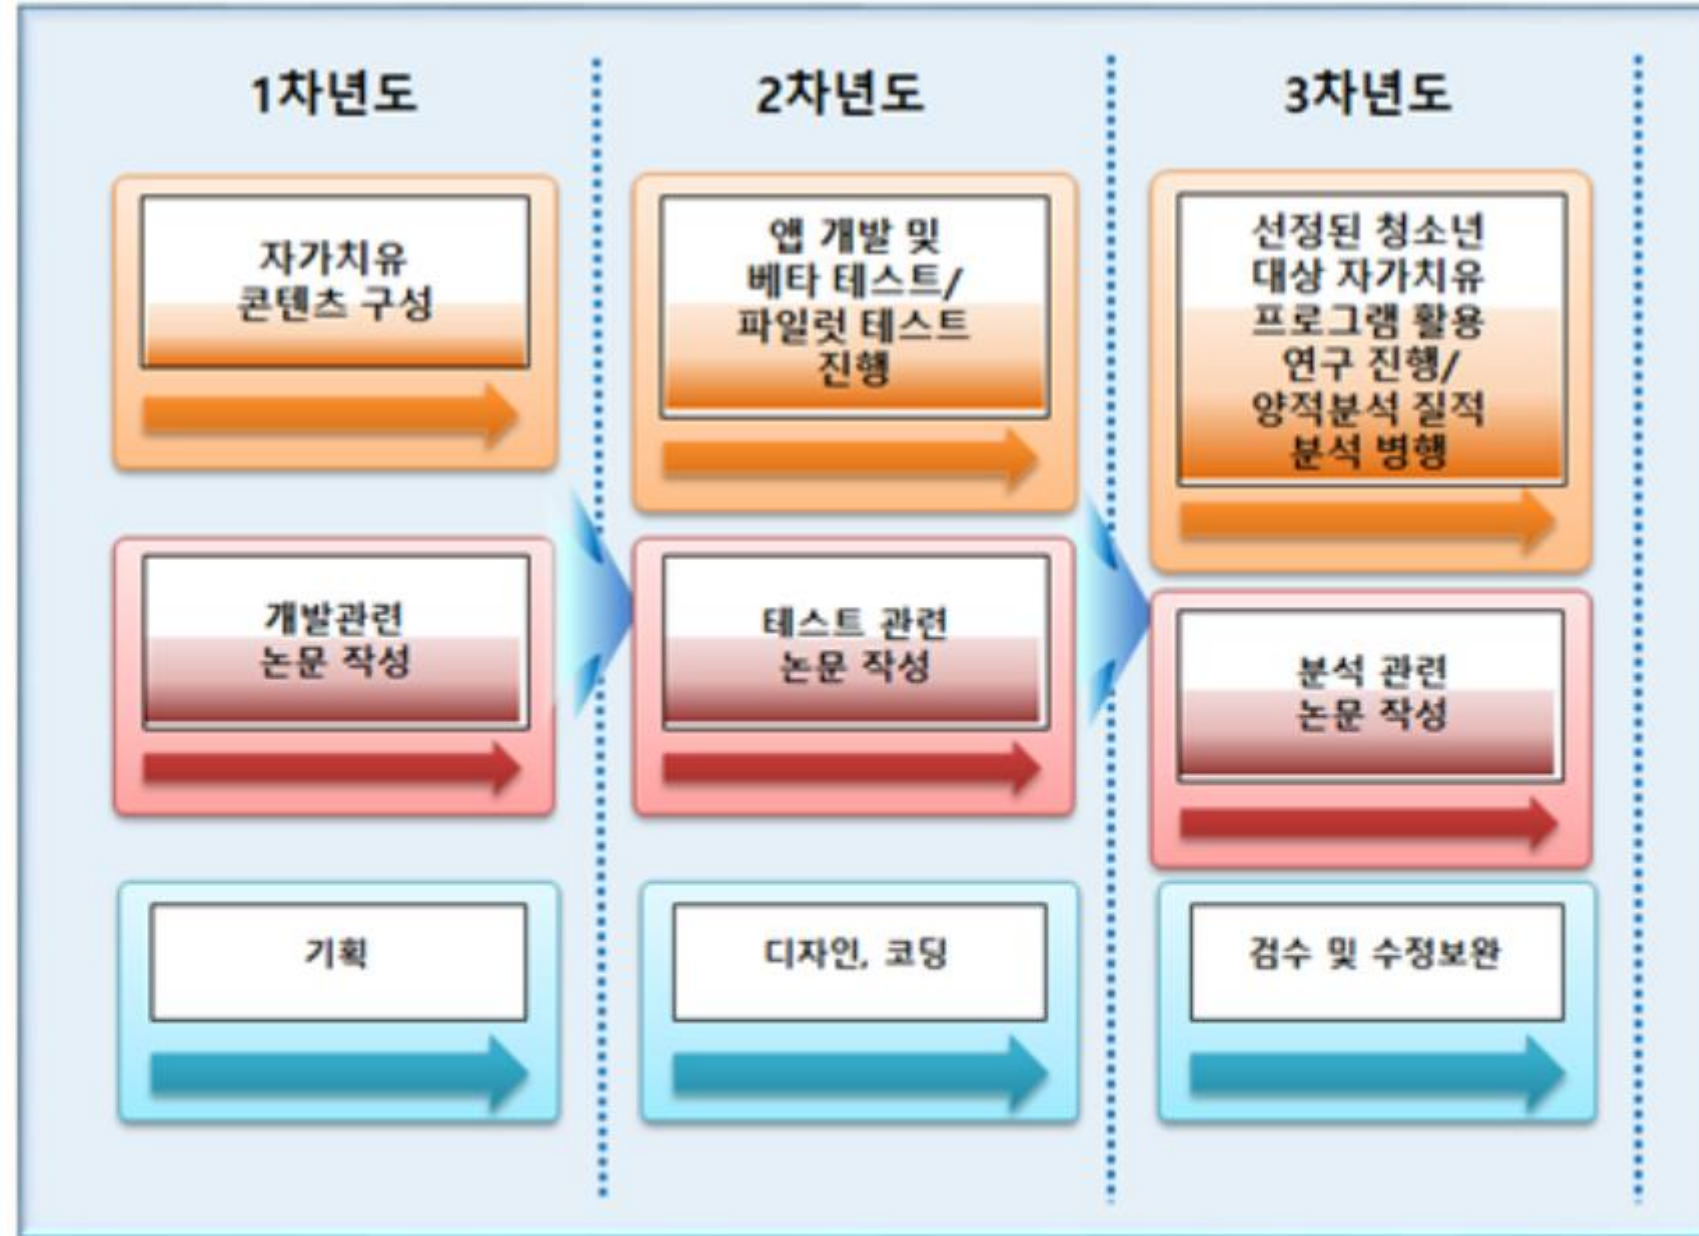 1차년도
자가치유
콘텐츠 구성
개발관련
논문 작성
기획
2차년도
앱 개발 및
베타 테스트/
파일럿 테스트
진행
테스트 관련
논문 작성
디자인, 코딩
3차년도
선정된 청소년
대상 자가치유
프로그램 활용
연구 진행/
양적분석 질적
분석 병행
분석 관련
논문 작성
검수 및 수정보완